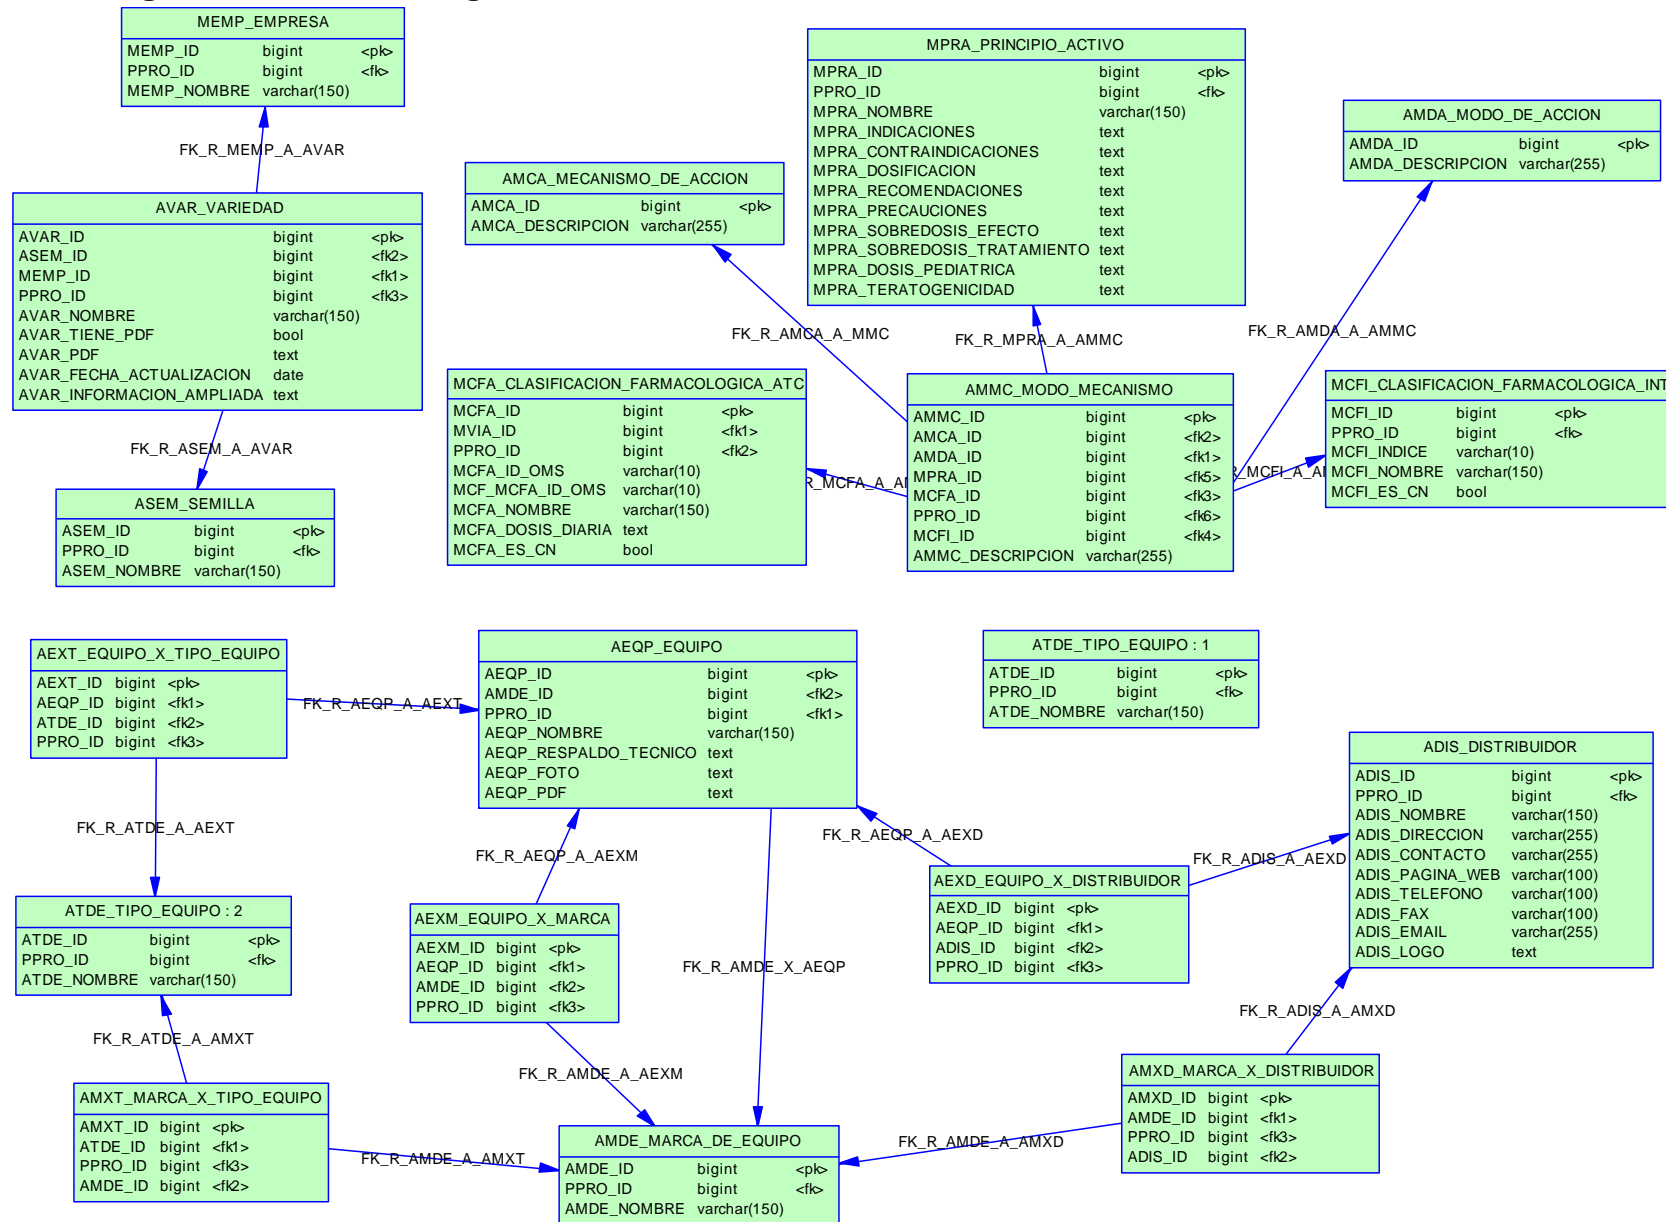 MEMP_EMPRESA
MEMP_ID bigint <pk>
PPRO_ID bigint <fk>
MEMP_NOMBRE varchar(150)
FK_R_MEMP_A_AVAR
AVAR_VARIEDAD
AVAR_ID bigint <pk>
ASEM_ID bigint <fk2>
MEMP_ID bigint <fk1>
PPRO_ID bigint <fk3>
AVAR_NOMBRE varchar(150)
AVAR_TIENE_PDF bool
AVAR_PDF text
AVAR_FECHA_ACTUALIZACION date
AVAR_INFORMACION_AMPLIADA text
FK_R_ASEM_A_AVAR
ASEM_SEMILLA
ASEM_ID bigint <pk>
PPRO_ID bigint <fk>
ASEM_NOMBRE varchar(150)
AMCA_MECANISMO_DE_ACCION
AMCA_ID bigint <pk>
AMCA_DESCRIPCION varchar(255)
MPRA_PRINCIPIO_ACTIVO
MPRA_ID bigint <pk>
PPRO_ID bigint <fk>
MPRA_NOMBRE varchar(150)
MPRA_INDICACIONES text
MPRA_CONTRAINDICACIONES text
MPRA_DOSIFICACION text
MPRA_RECOMENDACIONES text
MPRA_PRECAUCIONES text
MPRA_SOBREDOSIS_EFECTO text
MPRA_SOBREDOSIS_TRATAMIENTO text
MPRA_DOSIS_PEDIATRICA text
MPRA_TERATOGENICIDAD text
AMDA_MODO_DE_ACCION
AMDA_ID bigint <pk>
AMDA_DESCRIPCION varchar(255)
FK_R_AMCA_A_MMC
FK_R_MPRA_A_AMMC
FK_R_AMDA_A_AMMC
MCFA_CLASIFICACION_FARMACOLOGICA_ATC
MCFA_ID bigint <pk>
MVIA_ID bigint <fk1>
PPRO_ID bigint <fk2>
MCFA_ID_OMS varchar(10)
MCF_MCFA_ID_OMS varchar(10)
MCFA_NOMBRE varchar(150)
MCFA_DOSIS_DIARIA text
MCFA_ES_CN bool
R_MCFA_A_A
AMMC_MODO_MECANISMO
AMMC_ID bigint <pk>
AMCA_ID bigint <fk2>
AMDA_ID bigint <fk1>
MPRA_ID bigint <fk5>
MCFA_ID bigint <fk3>
PPRO_ID bigint <fk6>
MCFI_ID bigint <fk4>
AMMC_DESCRIPCION varchar(255)
R_MCFI_A_A
MCFI_CLASIFICACION_FARMACOLOGICA_INT
MCFI_ID bigint <pk>
PPRO_ID bigint <fk>
MCFI_INDICE varchar(10)
MCFI_NOMBRE varchar(150)
MCFI_ES_CN bool
AEXT_EQUIPO_X_TIPO_EQUIPO
AEXT_ID bigint <pk>
AEQP_ID bigint <fk1>
ATDE_ID bigint <fk2>
PPRO_ID bigint <fk3>
FK_R_AEQP_A_AEXT
AEQP_EQUIPO
AEQP_ID bigint <pk>
AMDE_ID bigint <fk2>
PPRO_ID bigint <fk1>
AEQP_NOMBRE varchar(150)
AEQP_RESPALDO_TECNICO text
AEQP_FOTO text
AEQP_PDF text
ATDE_TIPO_EQUIPO : 1
ATDE_ID bigint <pk>
PPRO_ID bigint <fk>
ATDE_NOMBRE varchar(150)
ADIS_DISTRIBUIDOR
ADIS_ID bigint <pk>
PPRO_ID bigint <fk>
ADIS_NOMBRE varchar(150)
ADIS_DIRECCION varchar(255)
ADIS_CONTACTO varchar(255)
ADIS_PAGINA_WEB varchar(100)
ADIS_TELEFONO varchar(100)
ADIS_FAX varchar(100)
ADIS_EMAIL varchar(255)
ADIS_LOGO text
FK_R_ATDE_A_AEXT
FK_R_AEQP_A_AEXM
FK_R_AEQP_A_AEXD
FK_R_ADIS_A_AEXD
ATDE_TIPO_EQUIPO : 2
ATDE_ID bigint <pk>
PPRO_ID bigint <fk>
ATDE_NOMBRE varchar(150)
AEXM_EQUIPO_X_MARCA
AEXM_ID bigint <pk>
AEQP_ID bigint <fk1>
AMDE_ID bigint <fk2>
PPRO_ID bigint <fk3>
FK_R_AMDE_X_AEQP
AEXD_EQUIPO_X_DISTRIBUIDOR
AEXD_ID bigint <pk>
AEQP_ID bigint <fk1>
ADIS_ID bigint <fk2>
PPRO_ID bigint <fk3>
FK_R_ATDE_A_AMXT
FK_R_AMDE_A_AEXM
FK_R_ADIS_A_AMXD
AMXT_MARCA_X_TIPO_EQUIPO
AMXT_ID bigint <pk>
ATDE_ID bigint <fk1>
PPRO_ID bigint <fk3>
AMDE_ID bigint <fk2>
FK_R_AMDE_A_AMXT
AMDE_MARCA_DE_EQUIPO
AMDE_ID bigint <pk>
PPRO_ID bigint <fk>
AMDE_NOMBRE varchar(150)
FK_R_AMDE_A_AMXD
AMXD_MARCA_X_DISTRIBUIDOR
AMXD_ID bigint <pk>
AMDE_ID bigint <fk1>
PPRO_ID bigint <fk3>
ADIS_ID bigint <fk2>